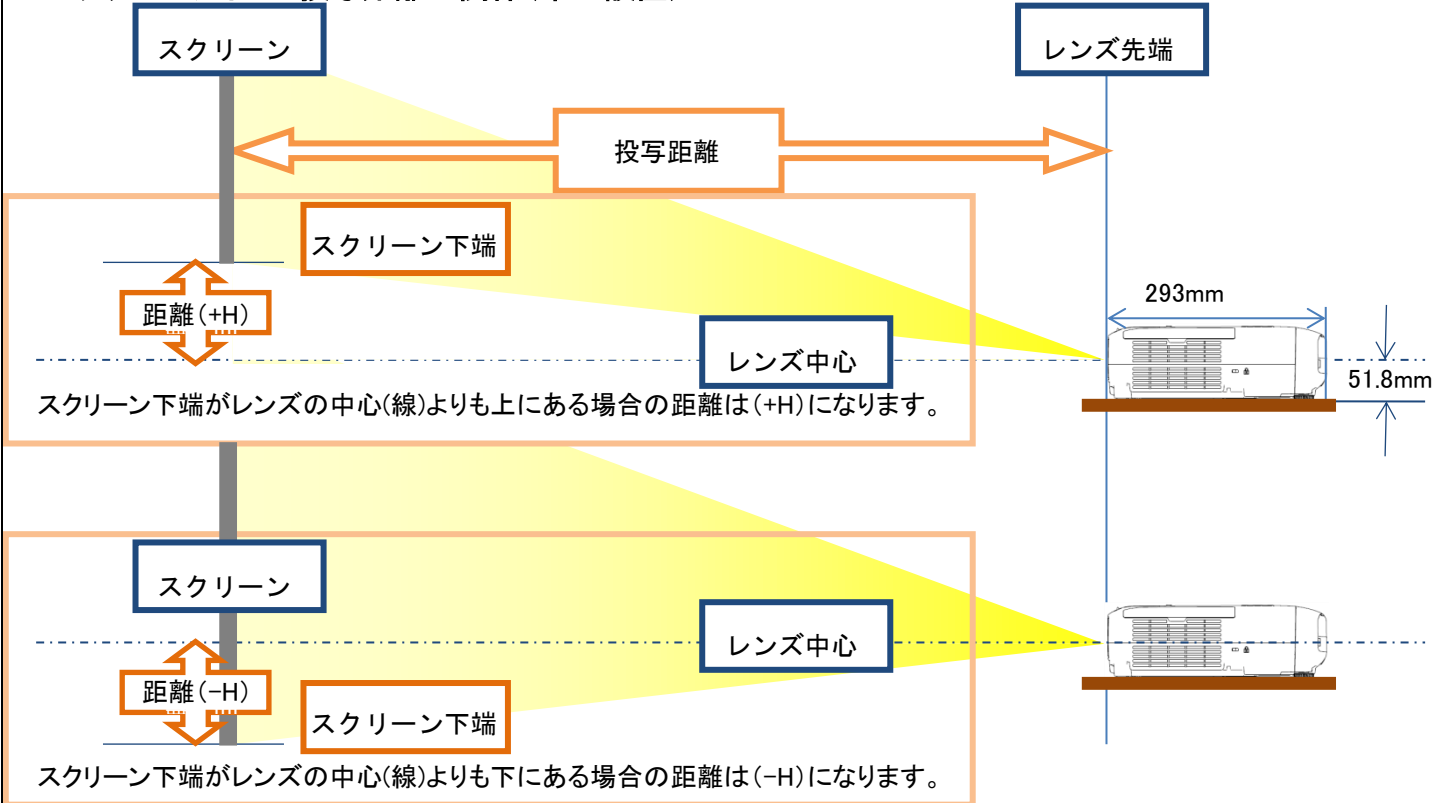 スクリーン
レンズ先端
投写距離
スクリーン下端
距離(+H)
293mm
レンズ中心
51.8mm
スクリーン下端がレンズの中心(線)よりも上にある場合の距離は(+H)になります。
スクリーン
レンズ中心
距離(-H)
スクリーン下端
スクリーン下端がレンズの中心(線)よりも下にある場合の距離は(-H)になります。